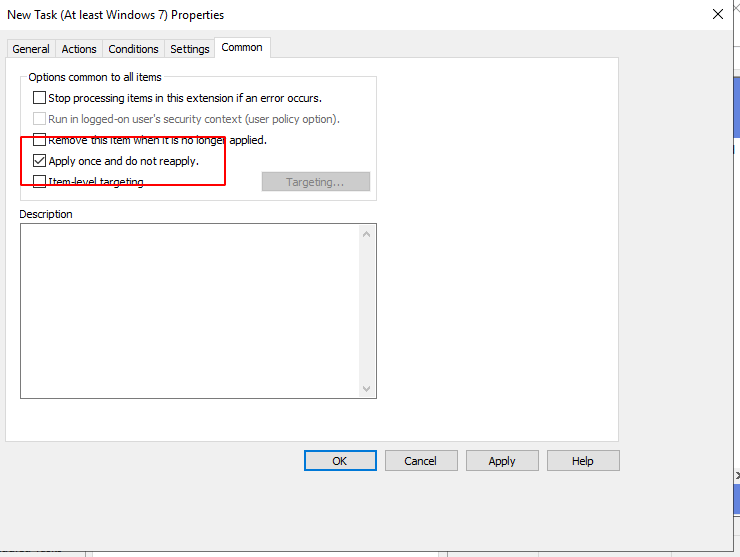 New Task (At least Windows 7) Properties
General Actions Conditions Settings Common
Options common to all items
Stop processing items in this extension if an error occurs.
Run in logged-on user's security context (user policy option).
Remove this item when it is no longer applied.
Apply once and do not reapply.
Item-level targeting
Targeting...
Description
OK Cancel Apply Help